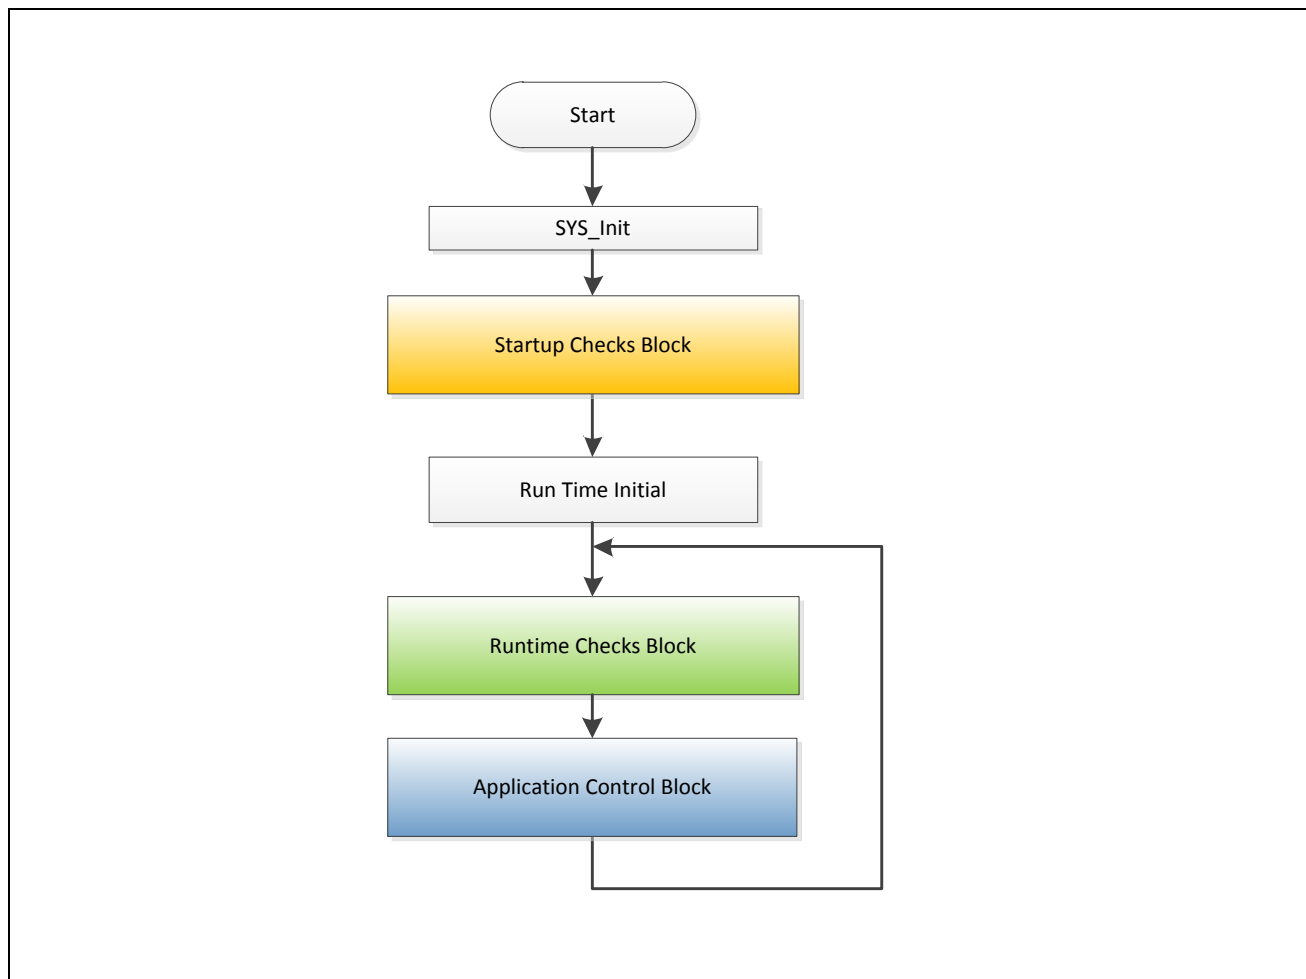 Start
SYS_Init
Startup Checks Block
Run Time Initial
Runtime Checks Block
Application Control Block